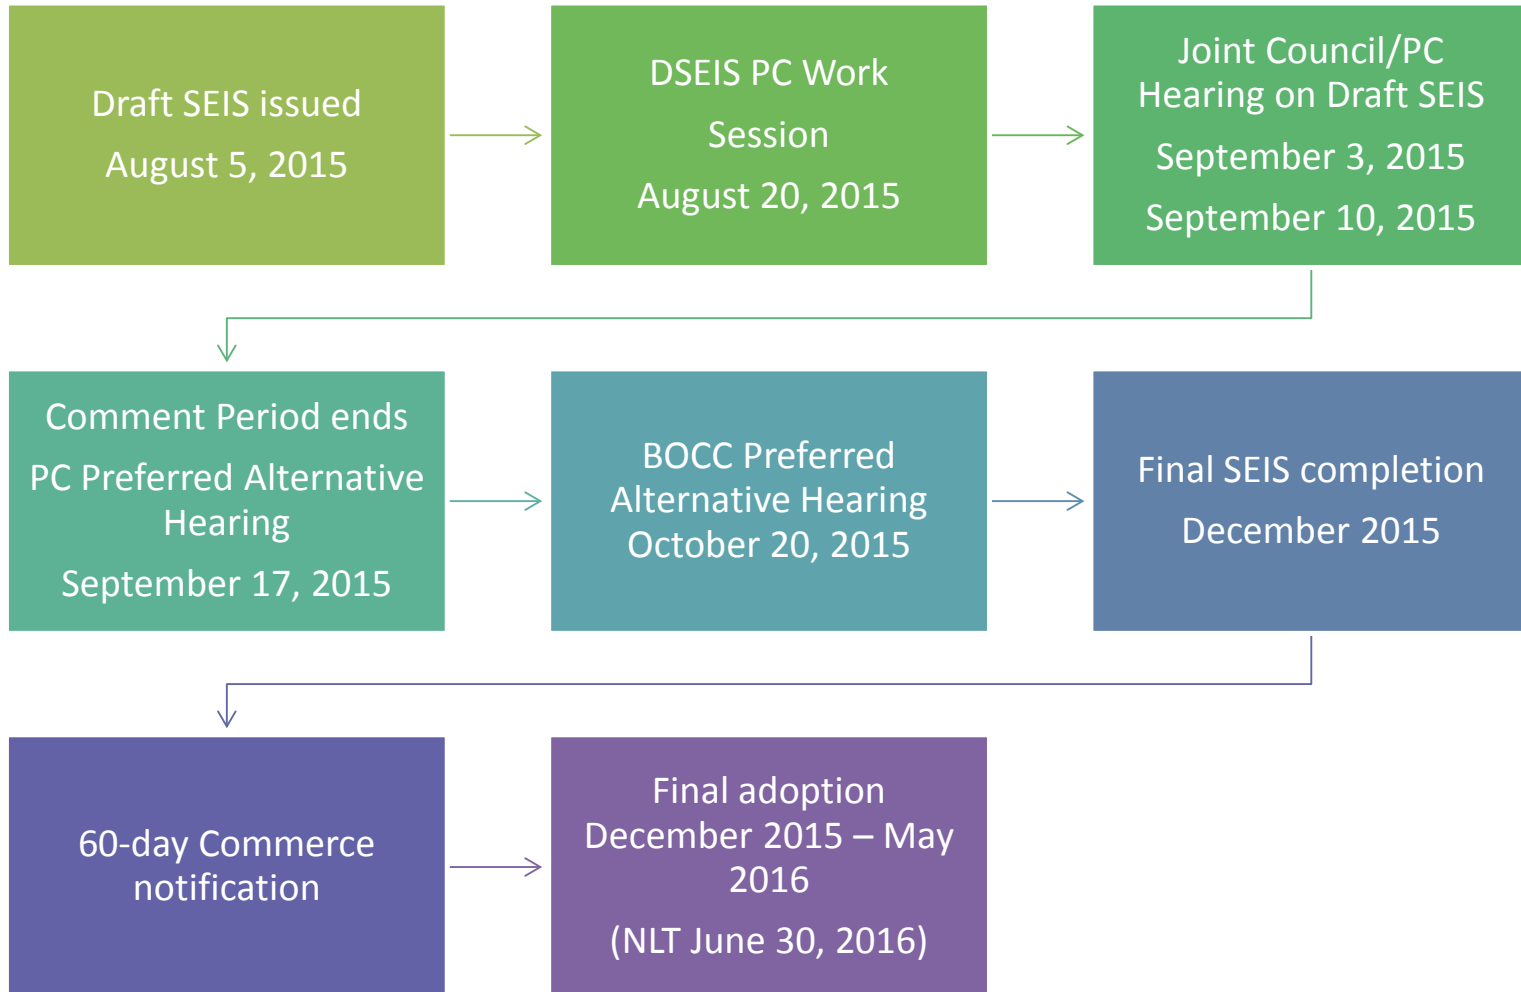 Draft SEIS issued
August 5, 2015
DSEIS PC Work
Session
August 20, 2015
Joint Council/PC
Hearing on Draft SEIS
September 3, 2015
September 10, 2015
Comment Period ends
PC Preferred Alternative
Hearing
September 17, 2015
BOCC Preferred
Alternative Hearing
October 20, 2015
Final SEIS completion
December 2015
60-day Commerce
notification
Final adoption
December 2015 – May
2016
(NLT June 30, 2016)